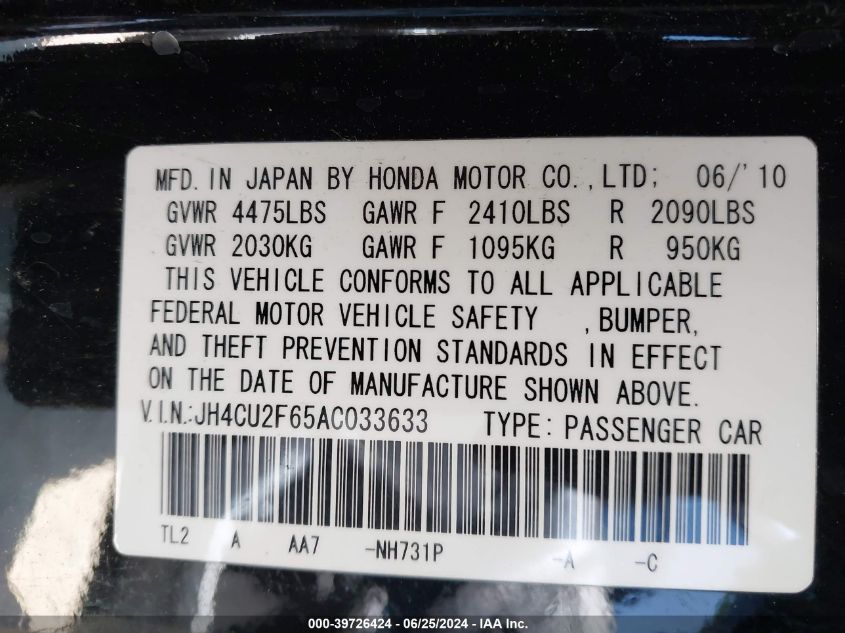 MFD. IN JAPAN BY HONDA MOTOR CO.,LTD; 06/'10
GVWR 4475LBS GAWR F 2410LBS R 2090LBS
GVWR 2030KG GAWR F 1095KG R 950KG
THIS VEHICLE CONFORMS TO ALL APPLICABLE
FEDERAL MOTOR VEHICLE SAFETY ,BUMPER,
AND THEFT PREVENTION STANDARDS IN EFFECT
ON THE DATE OF MANUFACTURE SHOWN ABOVE.
V.I.N.:JH4CU2F65AC033633 TYPE: PASSENGER CAR
TL2 A AA7 -NH731P -A -C
000-39726424 - 06/25/2024 - IAA Inc.